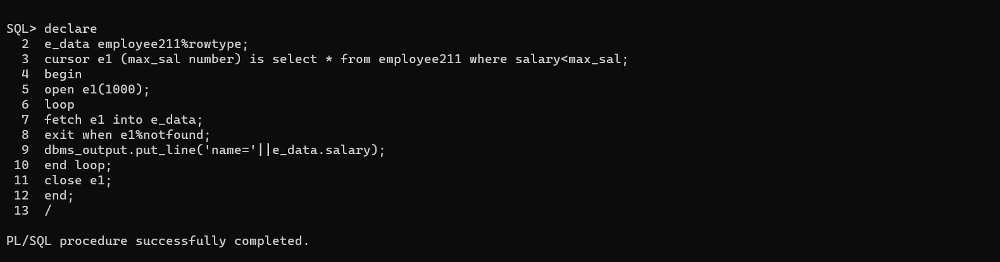 SQL> declare
  2  e_data employee211%rowtype;
  3  cursor e1 (max_sal number) is select * from employee211 where salary<max_sal;
  4  begin
  5  open e1(1000);
  6  loop
  7  fetch e1 into e_data;
  8  exit when e1%notfound;
  9  dbms_output.put_line('name='||e_data.salary);
 10  end loop;
 11  close e1;
 12  end;
 13  /
PL/SQL procedure successfully completed.